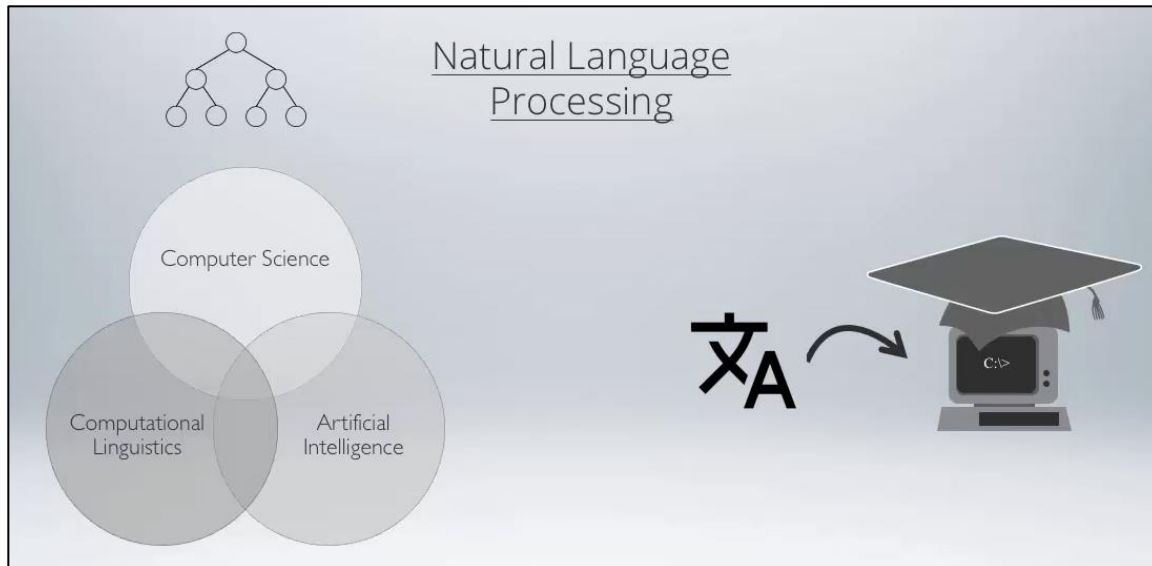 Natural Language
Processing
Computer Science
Computational
Linguistics
Artificial
Intelligence
文A
C:\>